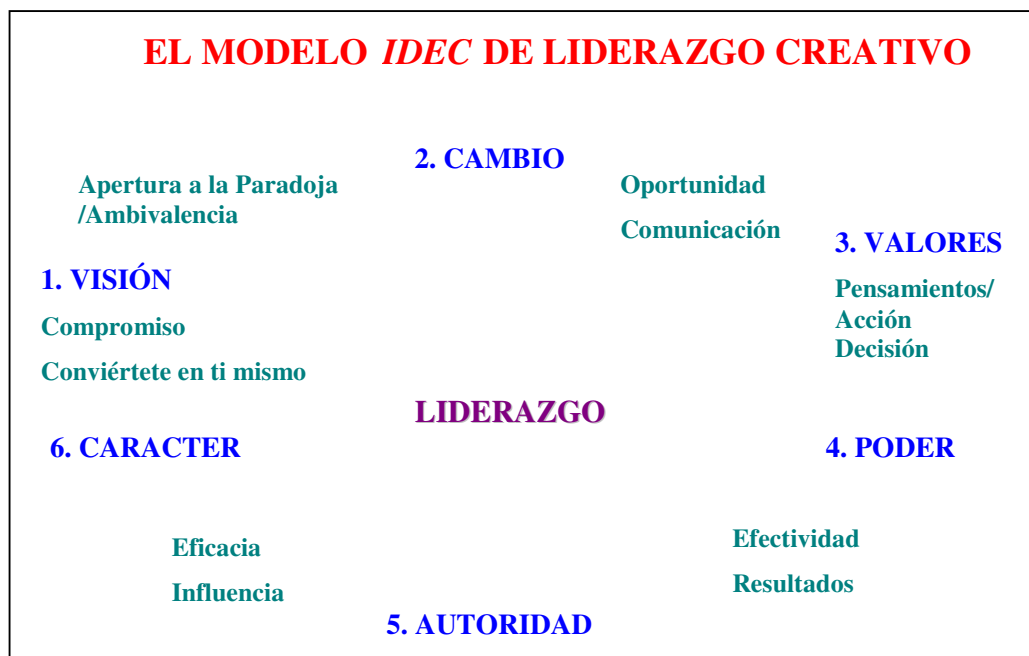 EL MODELO IDEC DE LIDERAZGO CREATIVO
2. CAMBIO
Apertura a la Paradoja
/Ambivalencia
Oportunidad
Comunicación
3. VALORES
Pensamientos/
Acción
Decisión
1. VISIÓN
Compromiso
Conviértete en ti mismo
LIDERAZGO
6. CARACTER
4. PODER
Eficacia
Influencia
Efectividad
Resultados
5. AUTORIDAD